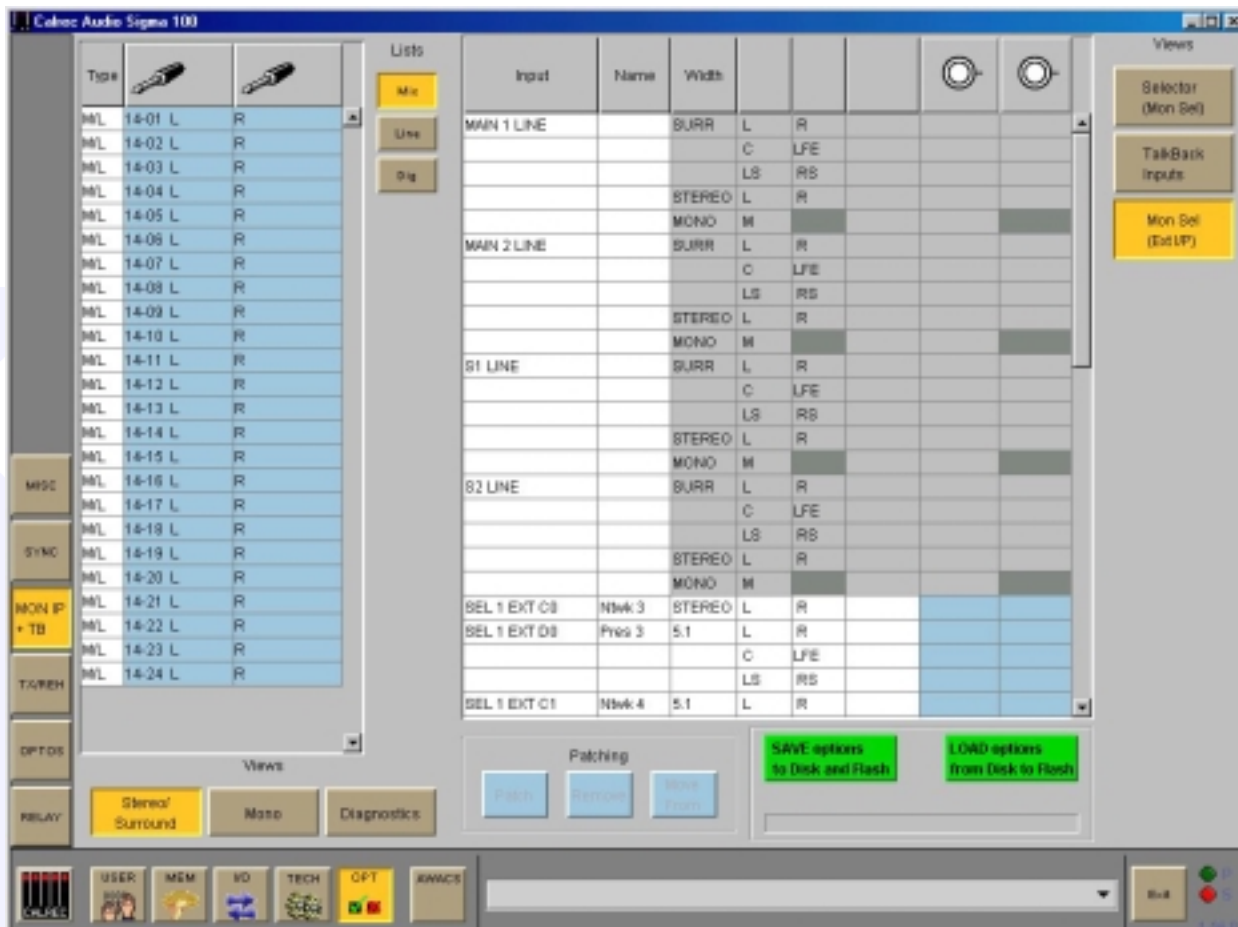 Calrec Audio Sigma 100
Type
M/L 14-01 L R
M/L 14-02 L R
M/L 14-03 L R
M/L 14-04 L R
M/L 14-05 L R
M/L 14-06 L R
M/L 14-07 L R
M/L 14-08 L R
M/L 14-09 L R
M/L 14-10 L R
M/L 14-11 L R
M/L 14-12 L R
M/L 14-13 L R
M/L 14-14 L R
M/L 14-15 L R
M/L 14-16 L R
M/L 14-17 L R
M/L 14-18 L R
M/L 14-19 L R
M/L 14-20 L R
M/L 14-21 L R
M/L 14-22 L R
M/L 14-23 L R
M/L 14-24 L R
Views
Stereo/
Surround
Mono
Diagnostics
Lists
Mic
Line
Dig
Input Name Width
MAIN 1 LINE SURR L R
C LFE
LS RS
STEREO L R
MONO M
MAIN 2 LINE SURR L R
C LFE
LS RS
STEREO L R
MONO M
S1 LINE SURR L R
C LFE
LS RS
STEREO L R
MONO M
S2 LINE SURR L R
C LFE
LS RS
STEREO L R
MONO M
SEL 1 EXT C0 Ntwk 3 STEREO L R
SEL 1 EXT D0 Pres 3 5.1 L R
C LFE
LS RS
SEL 1 EXT C1 Ntwk 4 5.1 L R
Patching
Patch
Remove
Move
From
SAVE options
to Disk and Flash
LOAD options
from Disk to Flash
Views
Selector
(Mon Sel)
TalkBack
Inputs
Mon Sel
(Ext I/P)
MISC
SYNC
MON IP
+ TB
TX/REH
OPTOS
RELAY
CALREC
USER
MEM
I/O
TECH
OPT
AWACS
Exit